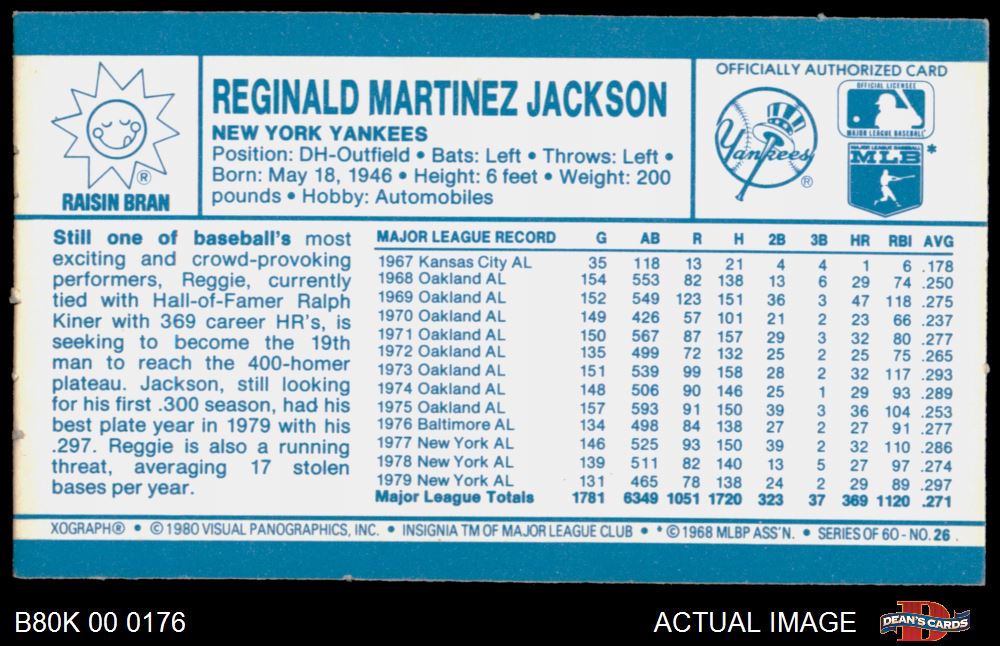 RAISIN BRAN
®
REGINALD MARTINEZ JACKSON
NEW YORK YANKEES
Position: DH-Outfield • Bats: Left • Throws: Left •
Born: May 18, 1946 • Height: 6 feet • Weight: 200
pounds • Hobby: Automobiles
OFFICIALLY AUTHORIZED CARD
Yankees
®
OFFICIAL LICENSEE
MAJOR LEAGUE BASEBALL
MAJOR LEAGUE BASEBALL
MLB *
Still one of baseball's most
exciting and crowd-provoking
performers, Reggie, currently
tied with Hall-of-Famer Ralph
Kiner with 369 career HR's, is
seeking to become the 19th
man to reach the 400-homer
plateau. Jackson, still looking
for his first .300 season, had his
best plate year in 1979 with his
.297. Reggie is also a running
threat, averaging 17 stolen
bases per year.
MAJOR LEAGUE RECORD G AB R H 2B 3B HR RBI AVG
1967 Kansas City AL 35 118 13 21 4 4 1 6 .178
1968 Oakland AL 154 553 82 138 13 6 29 74 .250
1969 Oakland AL 152 549 123 151 36 3 47 118 .275
1970 Oakland AL 149 426 57 101 21 2 23 66 .237
1971 Oakland AL 150 567 87 157 29 3 32 80 .277
1972 Oakland AL 135 499 72 132 25 2 25 75 .265
1973 Oakland AL 151 539 99 158 28 2 32 117 .293
1974 Oakland AL 148 506 90 146 25 1 29 93 .289
1975 Oakland AL 157 593 91 150 39 3 36 104 .253
1976 Baltimore AL 134 498 84 138 27 2 27 91 .277
1977 New York AL 146 525 93 150 39 2 32 110 .286
1978 New York AL 139 511 82 140 13 5 27 97 .274
1979 New York AL 131 465 78 138 24 2 29 89 .297
Major League Totals 1781 6349 1051 1720 323 37 369 1120 .271
XOGRAPH® • © 1980 VISUAL PANOGRAPHICS, INC. • INSIGNIA TM OF MAJOR LEAGUE CLUB • * © 1968 MLBP ASS'N. • SERIES OF 60 - NO. 26
B80K 00 0176
ACTUAL IMAGE
DEAN'S CARDS